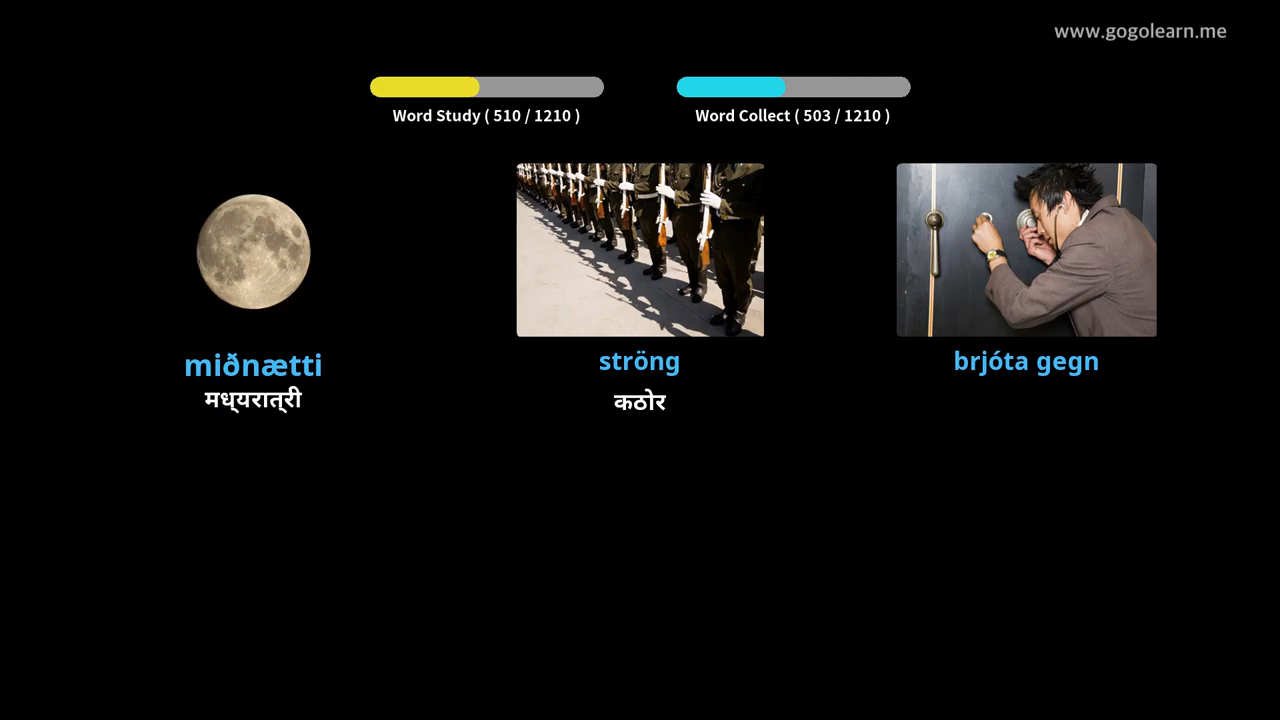 www.gogolearn.me
Word Study ( 510 / 1210 )
Word Collect ( 503 / 1210 )
miðnætti
मध्यरात्री
ströng
कठोर
brjóta gegn